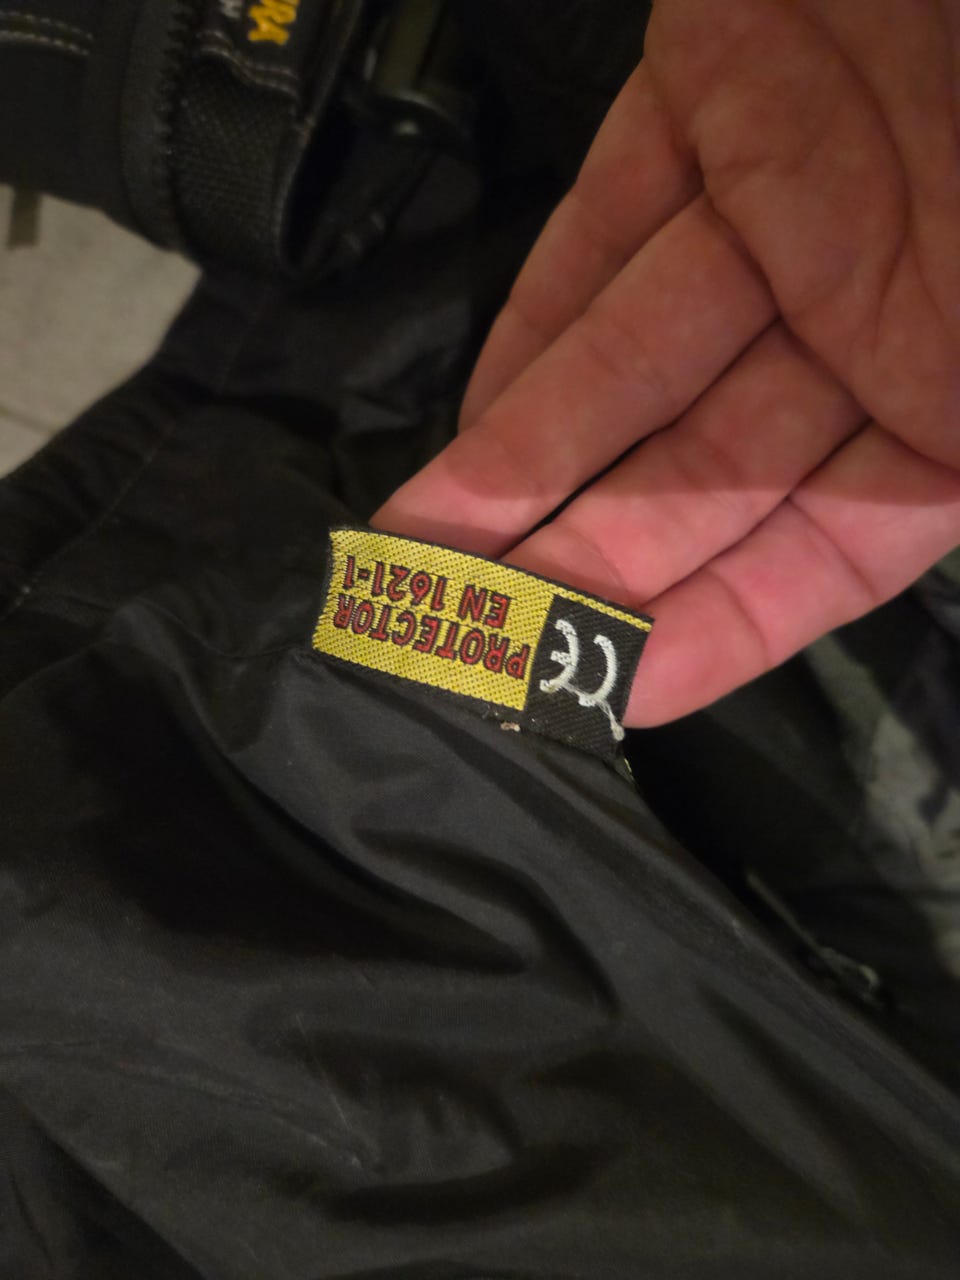 CE
PROTECTOR
EN 1621-1